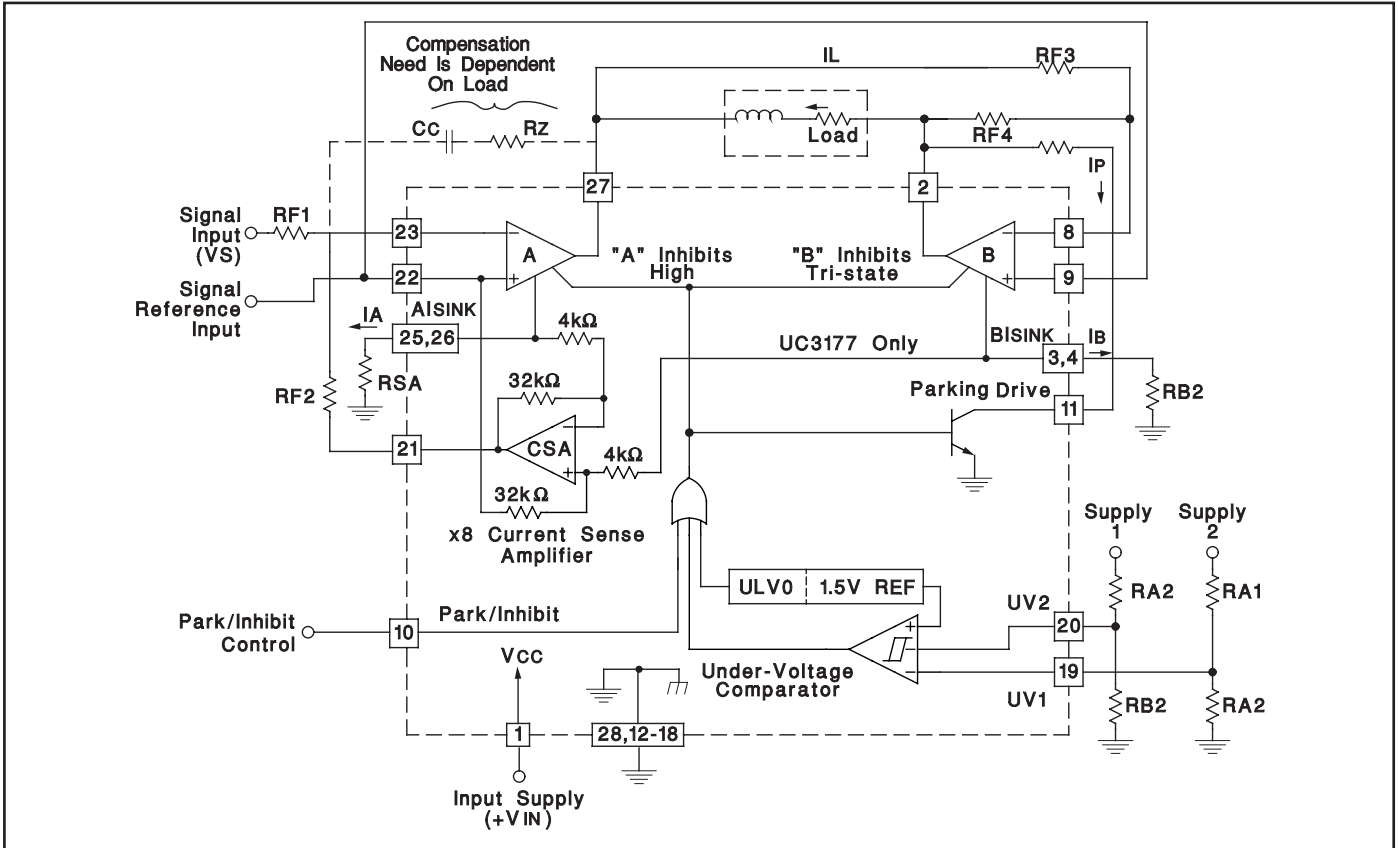 Compensation
Need Is Dependent
On Load
Cc
Rz
IL
RF3
Load
RF4
IP
27
2
Signal
Input
(VS)
RF1
23
−
A
+
"A" Inhibits
High
"B" Inhibits
Tri-state
−
B
+
8
9
22
Signal
Reference
Input
AISINK
IA
25,26
4kΩ
UC3177 Only
BISINK
3,4
IB
RSA
RF2
32kΩ
Parking Drive
11
RB2
−
CSA
+
21
4kΩ
32kΩ
x8 Current Sense
Amplifier
Supply
1
Supply
2
ULV0
1.5V REF
UV2
RA2
RA1
Park/Inhibit
Control
10
Park/Inhibit
+
−
−
20
19
Under-Voltage
Comparator
UV1
RB2
RA2
VCC
1
28,12-18
Input Supply
(+VIN)